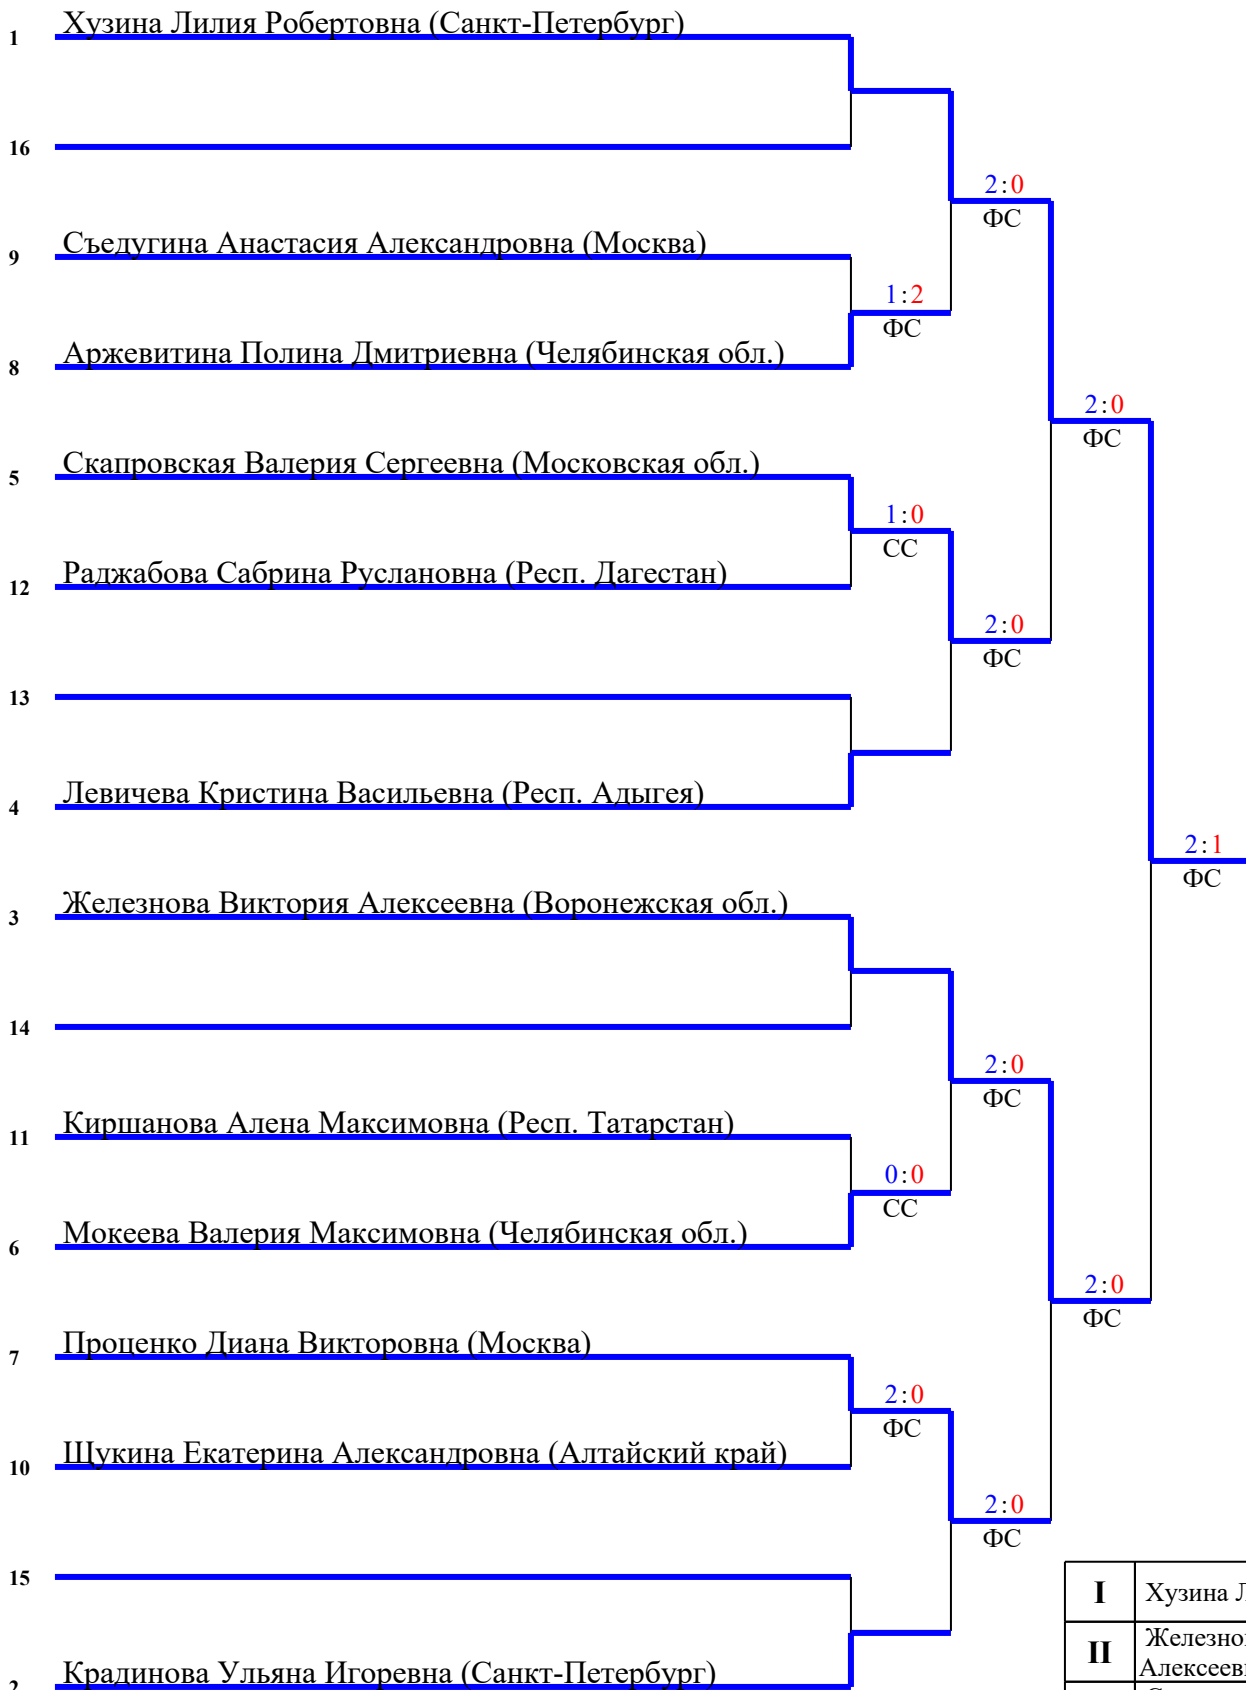 Хузина Лилия Робертовна (Санкт-Петербург)
1
16
2:0
ФС
Съедугина Анастасия Александровна (Москва)
9
1:2
ФС
Аржевитина Полина Дмитриевна (Челябинская обл.)
8
2:0
ФС
Скапровская Валерия Сергеевна (Московская обл.)
5
1:0
СС
Раджабова Сабрина Руслановна (Респ. Дагестан)
12
2:0
ФС
13
Левичева Кристина Васильевна (Респ. Адыгея)
4
2:1
ФС
Железнова Виктория Алексеевна (Воронежская обл.)
3
14
2:0
ФС
Киршанова Алена Максимовна (Респ. Татарстан)
11
0:0
СС
Мокеева Валерия Максимовна (Челябинская обл.)
6
2:0
ФС
Проценко Диана Викторовна (Москва)
7
2:0
ФС
Щукина Екатерина Александровна (Алтайский край)
10
2:0
ФС
15
I Хузина Л
Железнов
II
Алексеевн
Крадинова Ульяна Игоревна (Санкт-Петербург)
2